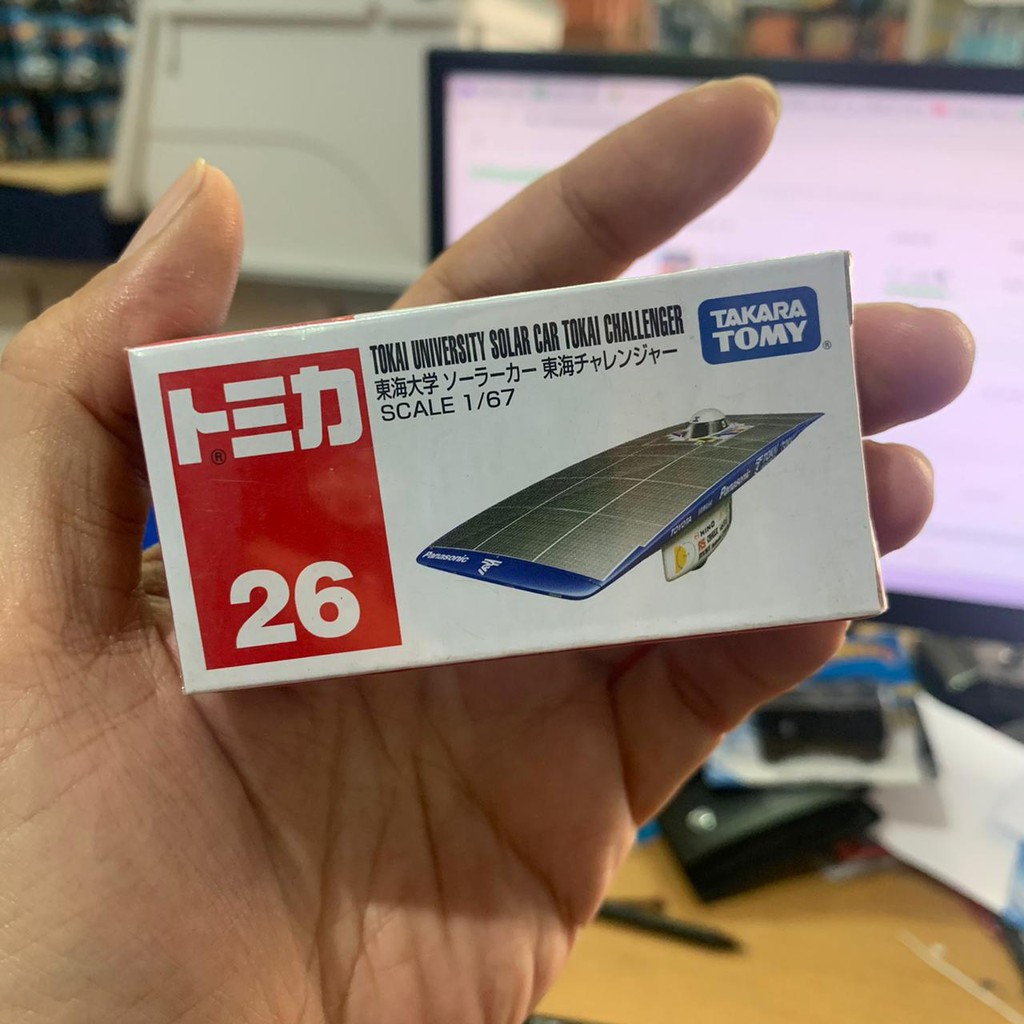 トミカ
®
26
TOKAI UNIVERSITY SOLAR CAR TOKAI CHALLENGER
東海大学 ソーラーカー 東海チャレンジャー
SCALE 1/67
TAKARA
TOMY
®
Panasonic
TOYOTA
Panasonic
HINO